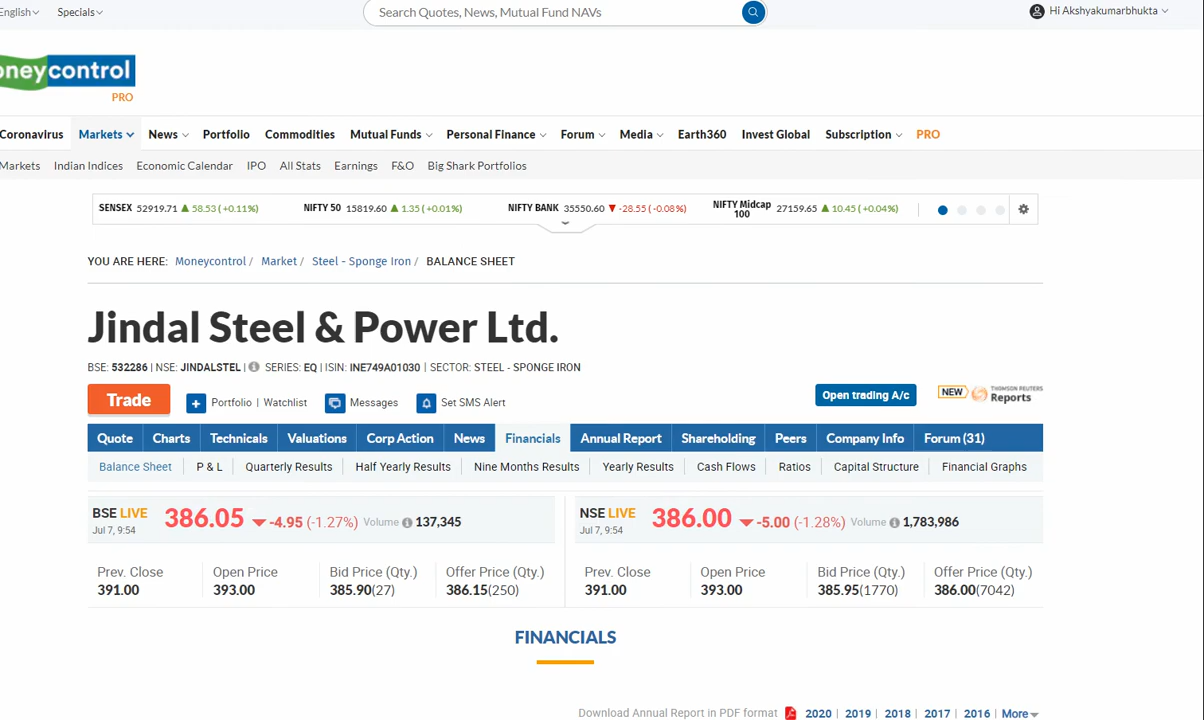 English Specials Search Quotes, News, Mutual Fund NAVs Hi Akshyakumarbhukta
oneycontrol
PRO
Coronavirus Markets News Portfolio Commodities Mutual Funds Personal Finance Forum Media Earth360 Invest Global Subscription PRO
Markets Indian Indices Economic Calendar IPO All Stats Earnings F&O Big Shark Portfolios
SENSEX 52919.71 ▲ 58.53 (+0.11%) NIFTY 50 15819.60 ▲ 1.35 (+0.01%) NIFTY BANK 35550.60 ▼ -28.55 (-0.08%) NIFTY Midcap 100 27159.65 ▲ 10.45 (+0.04%)
YOU ARE HERE: Moneycontrol / Market / Steel - Sponge Iron / BALANCE SHEET
Jindal Steel & Power Ltd.
BSE: 532286 | NSE: JINDALSTEL | SERIES: EQ | ISIN: INE749A01030 | SECTOR: STEEL - SPONGE IRON
Trade + Portfolio | Watchlist Messages Set SMS Alert Open trading A/c NEW THOMSON REUTERS Reports
Quote Charts Technicals Valuations Corp Action News Financials Annual Report Shareholding Peers Company Info Forum (31)
Balance Sheet P & L Quarterly Results Half Yearly Results Nine Months Results Yearly Results Cash Flows Ratios Capital Structure Financial Graphs
BSE LIVE 386.05 ▼ -4.95 (-1.27%) Volume 137,345 NSE LIVE 386.00 ▼ -5.00 (-1.28%) Volume 1,783,986
Jul 7, 9:54 Jul 7, 9:54
Prev. Close Open Price Bid Price (Qty.) Offer Price (Qty.) Prev. Close Open Price Bid Price (Qty.) Offer Price (Qty.)
391.00 393.00 385.90(27) 386.15(250) 391.00 393.00 385.95(1770) 386.00(7042)
FINANCIALS
Download Annual Report in PDF format 2020 | 2019 | 2018 | 2017 | 2016 | More